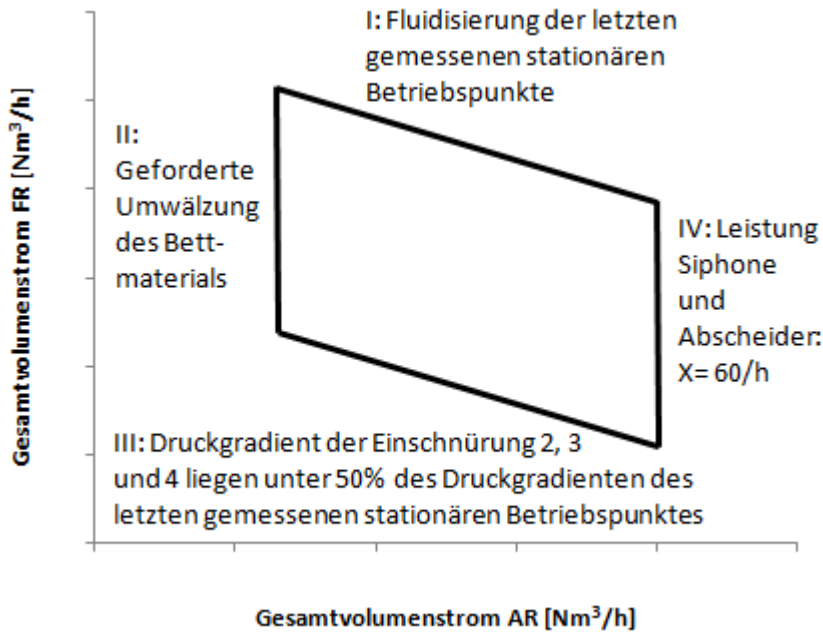 I: Fluidisierung der letzten
gemessenen stationären
Betriebspunkte
Gesamtvolumenstrom FR [Nm³/h]
II:
Geforderte
Umwälzung
des Bett-
materials
IV: Leistung
Siphone
und
Abscheider:
X= 60/h
III: Druckgradient der Einschnürung 2, 3
und 4 liegen unter 50% des Druckgradienten des
letzten gemessenen stationären Betriebspunktes
Gesamtvolumenstrom AR [Nm³/h]